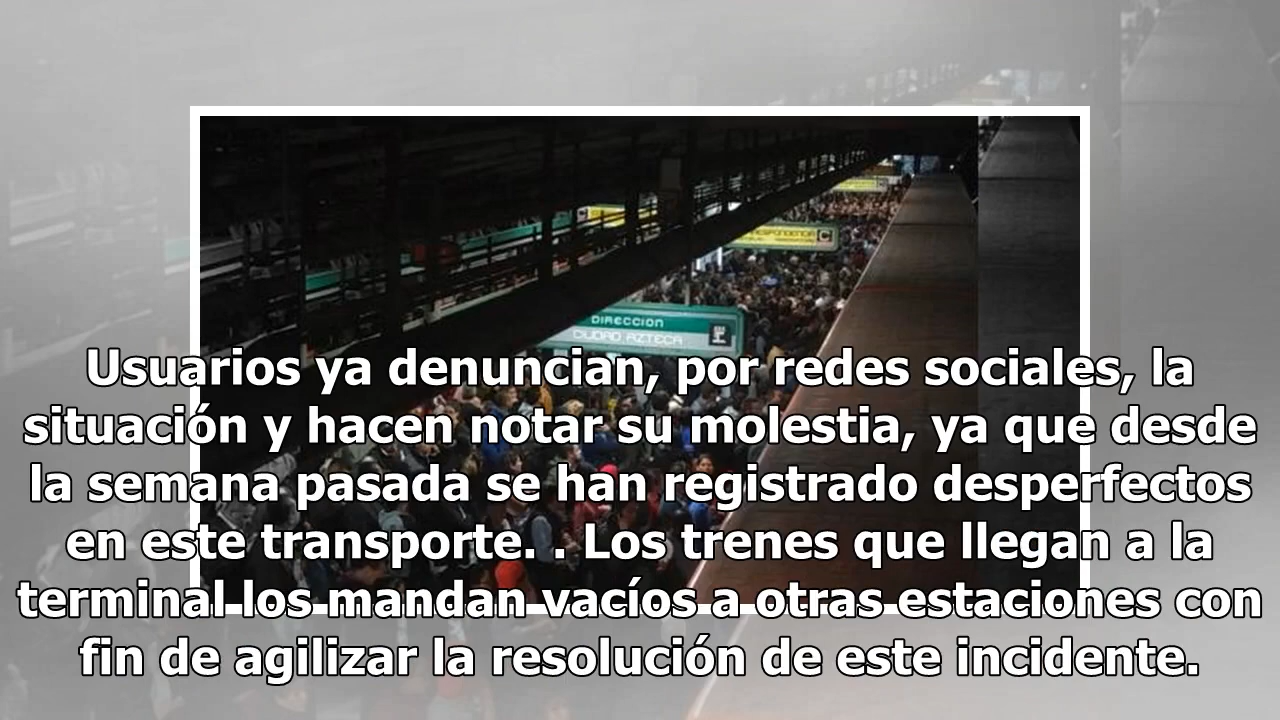 DIRECCION
CIUDAD AZTECA
Usuarios ya denuncian, por redes sociales, la
situación y hacen notar su molestia, ya que desde
la semana pasada se han registrado desperfectos
en este transporte. . Los trenes que llegan a la
terminal los mandan vacíos a otras estaciones con
fin de agilizar la resolución de este incidente.